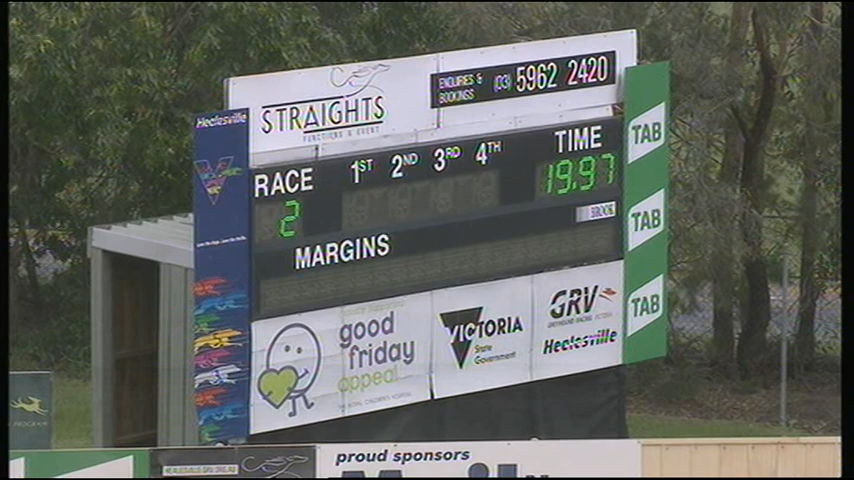 Healesville
STRAIGHTS
FUNCTIONS & EVENT
ENQUIRIES & BOOKINGS (03) 5962 2420
TAB
TAB
TAB
RACE 1ST 2ND 3RD 4TH TIME
2 19.97
MARGINS
good
friday
appeal
VICTORIA
State
Government
GRV
GREYHOUND RACING VICTORIA
Healesville
proud sponsors